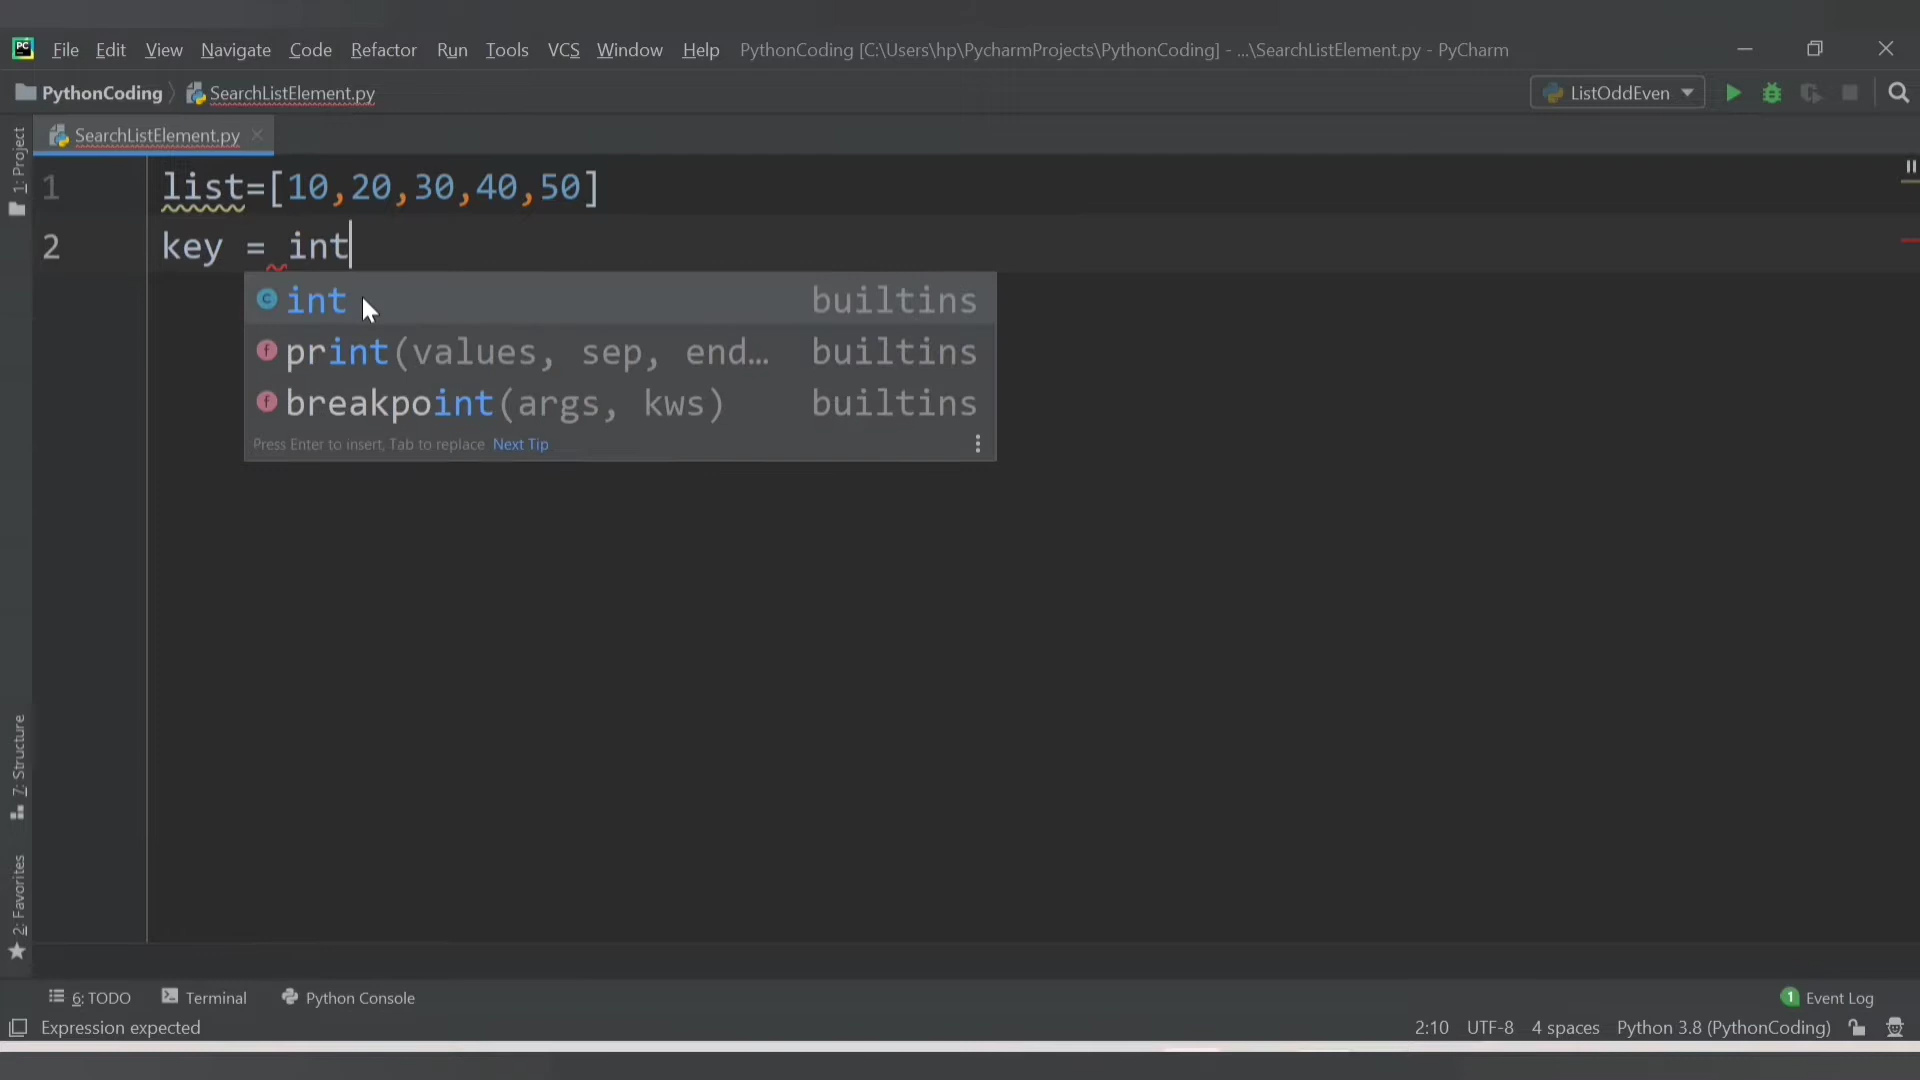 PC File Edit View Navigate Code Refactor Run Tools VCS Window Help PythonCoding [C:\Users\hp\PycharmProjects\PythonCoding] - ...\SearchListElement.py - PyCharm
PythonCoding SearchListElement.py ListOddEven
SearchListElement.py
1: Project
1 list=[10,20,30,40,50]
2 key = int
int builtins
print(values, sep, end… builtins
breakpoint(args, kws) builtins
Press Enter to insert, Tab to replace Next Tip
7: Structure
2: Favorites
6: TODO Terminal Python Console 1 Event Log
Expression expected 2:10 UTF-8 4 spaces Python 3.8 (PythonCoding)